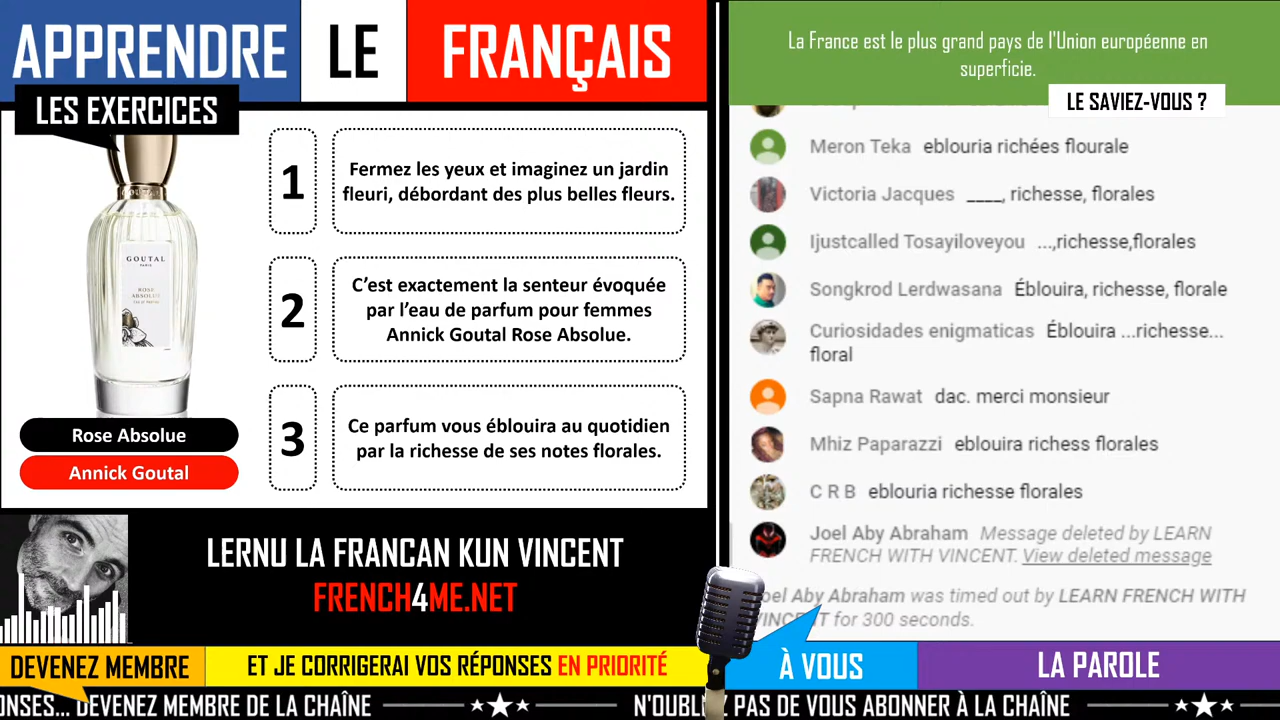 APPRENDRE LE FRANÇAIS
LES EXERCICES
GOUTAL
PARIS
ROSE
ABSOLUE
1
Fermez les yeux et imaginez un jardin
fleuri, débordant des plus belles fleurs.
2
C’est exactement la senteur évoquée
par l’eau de parfum pour femmes
Annick Goutal Rose Absolue.
3
Ce parfum vous éblouira au quotidien
par la richesse de ses notes florales.
Rose Absolue
Annick Goutal
LERNU LA FRANCAN KUN VINCENT
FRENCH4ME.NET
DEVENEZ MEMBRE
ET JE CORRIGERAI VOS RÉPONSES EN PRIORITÉ
La France est le plus grand pays de l'Union européenne en
superficie.
LE SAVIEZ-VOUS ?
Meron Teka eblouria richées flourale
Victoria Jacques ____, richesse, florales
Ijustcalled Tosayiloveyou ...,richesse,florales
Songkrod Lerdwasana Éblouira, richesse, florale
Curiosidades enigmaticas Éblouira ...richesse...
floral
Sapna Rawat dac. merci monsieur
Mhiz Paparazzi eblouira richess florales
C R B eblouria richesse florales
Joel Aby Abraham Message deleted by LEARN
FRENCH WITH VINCENT. View deleted message
oel Aby Abraham was timed out by LEARN FRENCH WITH
VINCENT for 300 seconds.
À VOUS
LA PAROLE
ONSES... DEVENEZ MEMBRE DE LA CHAÎNE
N'OUBLIEZ PAS DE VOUS ABONNER À LA CHAÎNE